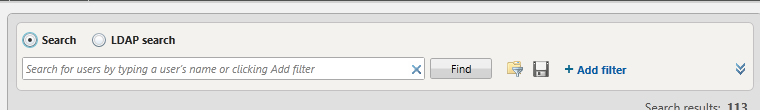 Search LDAP search
Search for users by typing a user's name or clicking Add filter Find + Add filter
Search results: 113